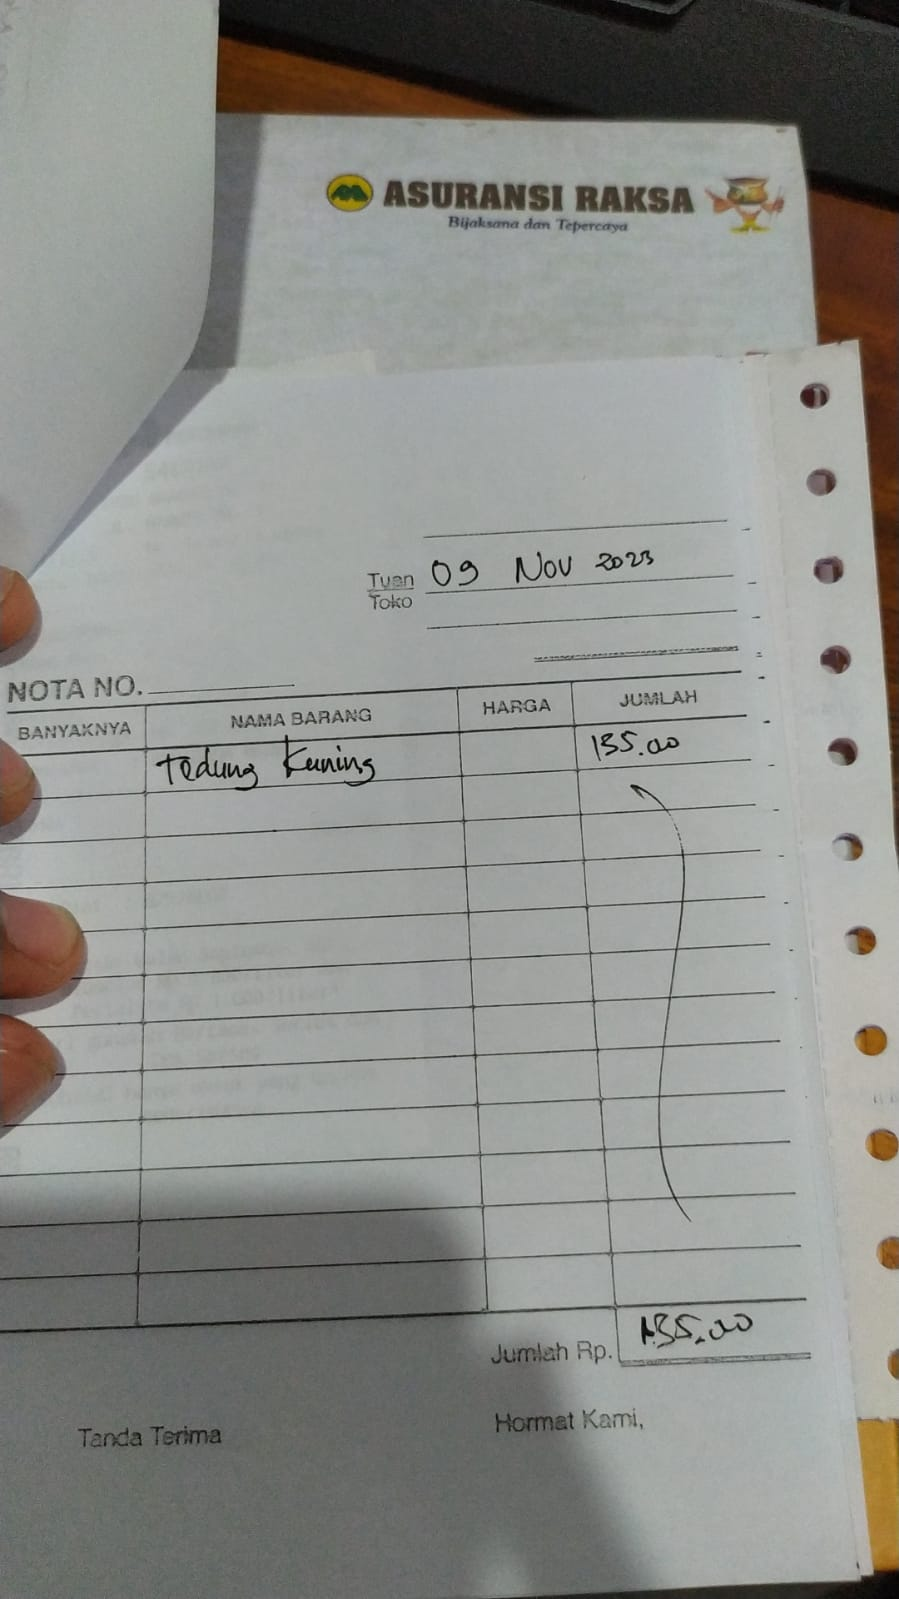 ASURANSI RAKSA
Bijaksana dan Tepercaya
Tuan 09 Nov 2023
Toko
NOTA NO.
BANYAKNYA NAMA BARANG HARGA JUMLAH
Tedung Kuning 135.00
Jumlah Rp. 135.00
Tanda Terima Hormat Kami,